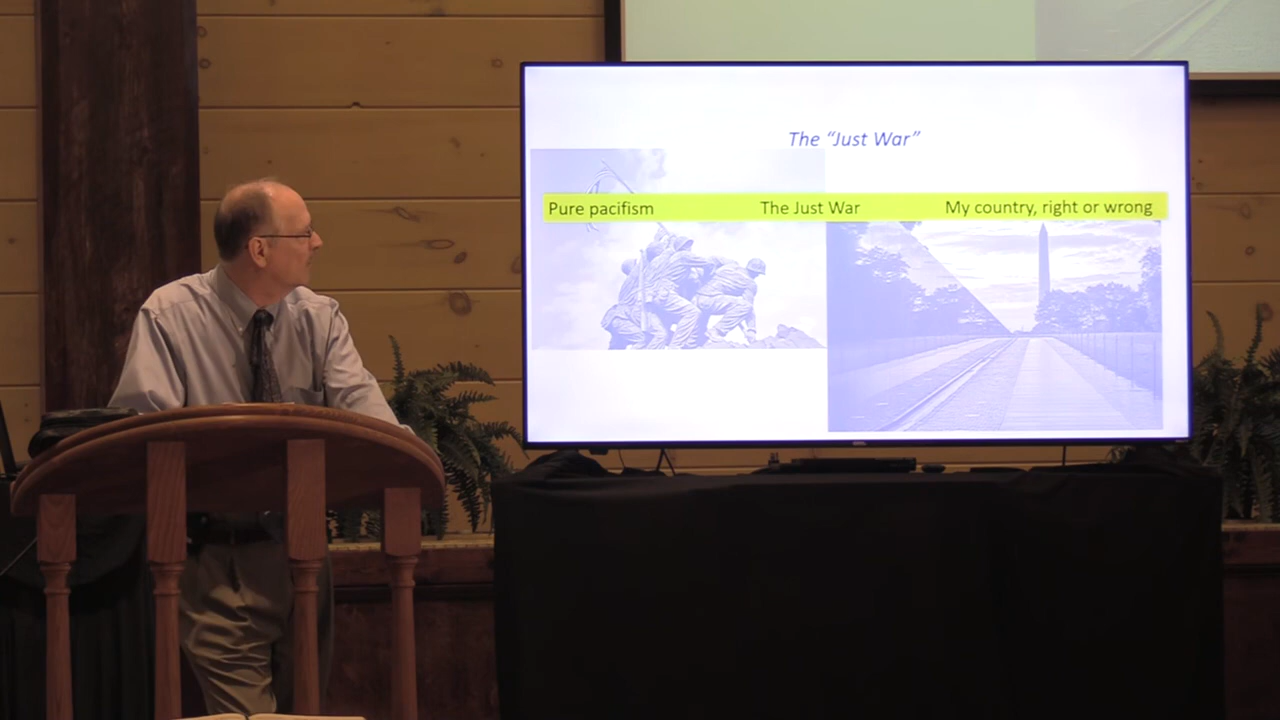 The “Just War”
Pure pacifism The Just War My country, right or wrong